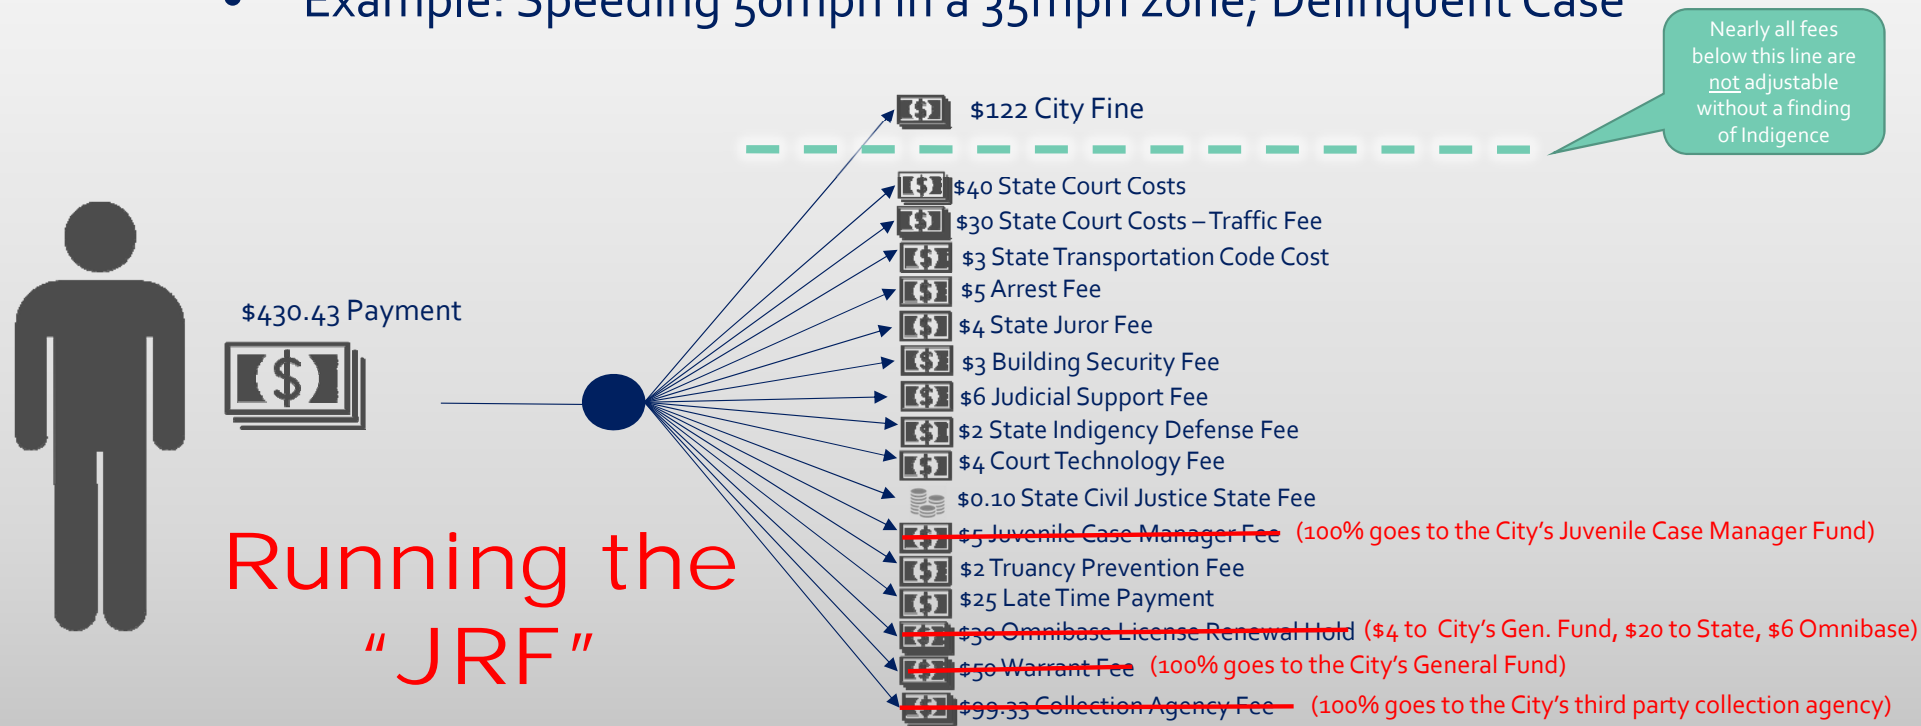 • Example: Speeding 50mph in a 35mph zone; Delinquent Case
Nearly all fees
below this line are
not adjustable
without a finding
of Indigence
$122 City Fine
$40 State Court Costs
$30 State Court Costs – Traffic Fee
$3 State Transportation Code Cost
$5 Arrest Fee
$430.43 Payment
$4 State Juror Fee
$3 Building Security Fee
$6 Judicial Support Fee
$2 State Indigency Defense Fee
$4 Court Technology Fee
$0.10 State Civil Justice State Fee
$5 Juvenile Case Manager Fee (100% goes to the City's Juvenile Case Manager Fund)
$2 Truancy Prevention Fee
$25 Late Time Payment
$30 Omnibase License Renewal Hold ($4 to City's Gen. Fund, $20 to State, $6 Omnibase)
$50 Warrant Fee (100% goes to the City's General Fund)
$99.33 Collection Agency Fee (100% goes to the City's third party collection agency)
Running the
“JRF”